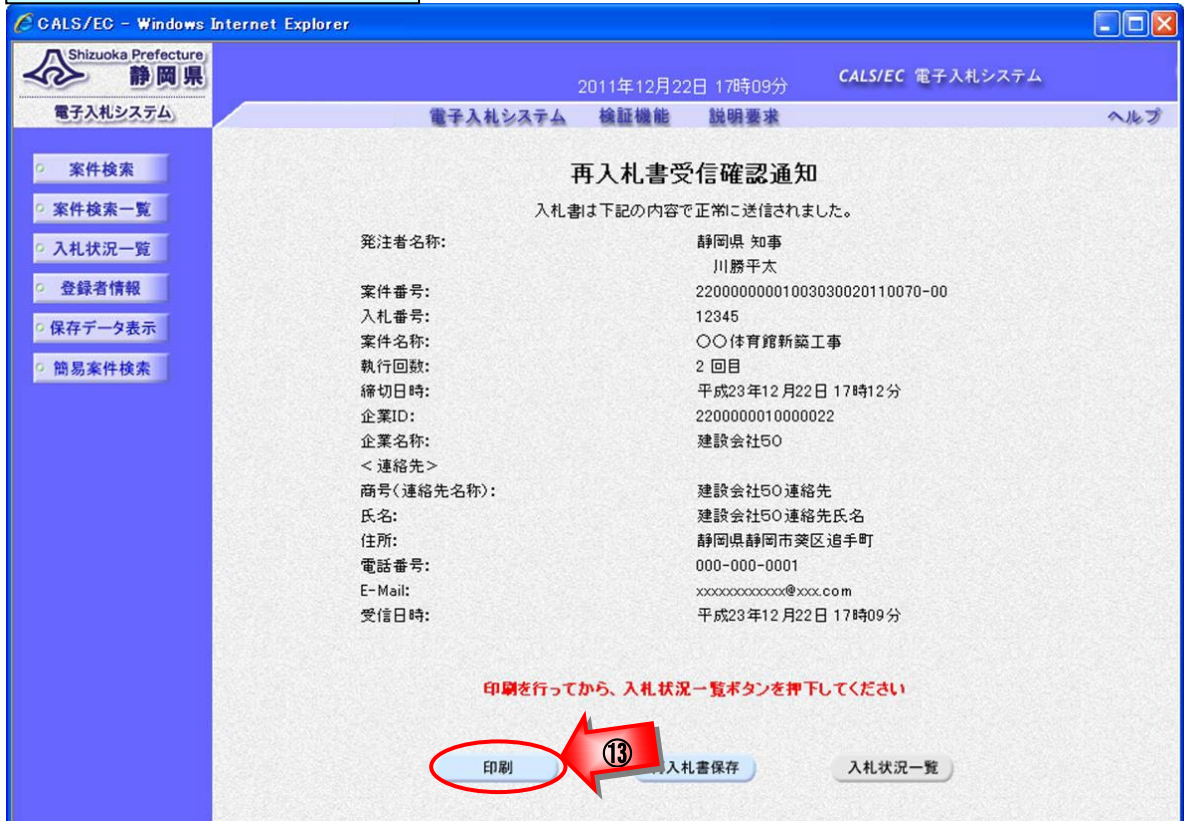 CALS/EC - Windows Internet Explorer
Shizuoka Prefecture
静岡県
電子入札システム
2011年12月22日 17時09分
CALS/EC 電子入札システム
電子入札システム 検証機能 説明要求 ヘルプ
案件検索
案件検索一覧
入札状況一覧
登録者情報
保存データ表示
簡易案件検索
再入札書受信確認通知
入札書は下記の内容で正常に送信されました。
発注者名称: 静岡県 知事
川勝平太
案件番号: 22000000001003030020110070-00
入札番号: 12345
案件名称: 〇〇体育館新築工事
執行回数: 2 回目
締切日時: 平成23年12月22日 17時12分
企業ID: 2200000010000022
企業名称: 建設会社50
<連絡先>
商号(連絡先名称): 建設会社50連絡先
氏名: 建設会社50連絡先氏名
住所: 静岡県静岡市葵区追手町
電話番号: 000-000-0001
E-Mail: xxxxxxxxxxxx@xxx.com
受信日時: 平成23年12月22日 17時09分
印刷を行ってから、入札状況一覧ボタンを押下してください
印刷 ⑬ 再入札書保存 入札状況一覧